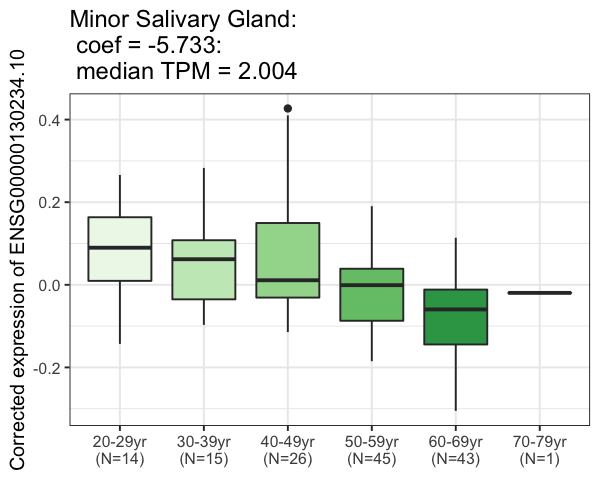 Minor Salivary Gland:
coef = -5.733:
median TPM = 2.004
Corrected expression of ENSG00000130234.10
0.4
0.2
0.0
-0.2
20-29yr
(N=14)
30-39yr
(N=15)
40-49yr
(N=26)
50-59yr
(N=45)
60-69yr
(N=43)
70-79yr
(N=1)